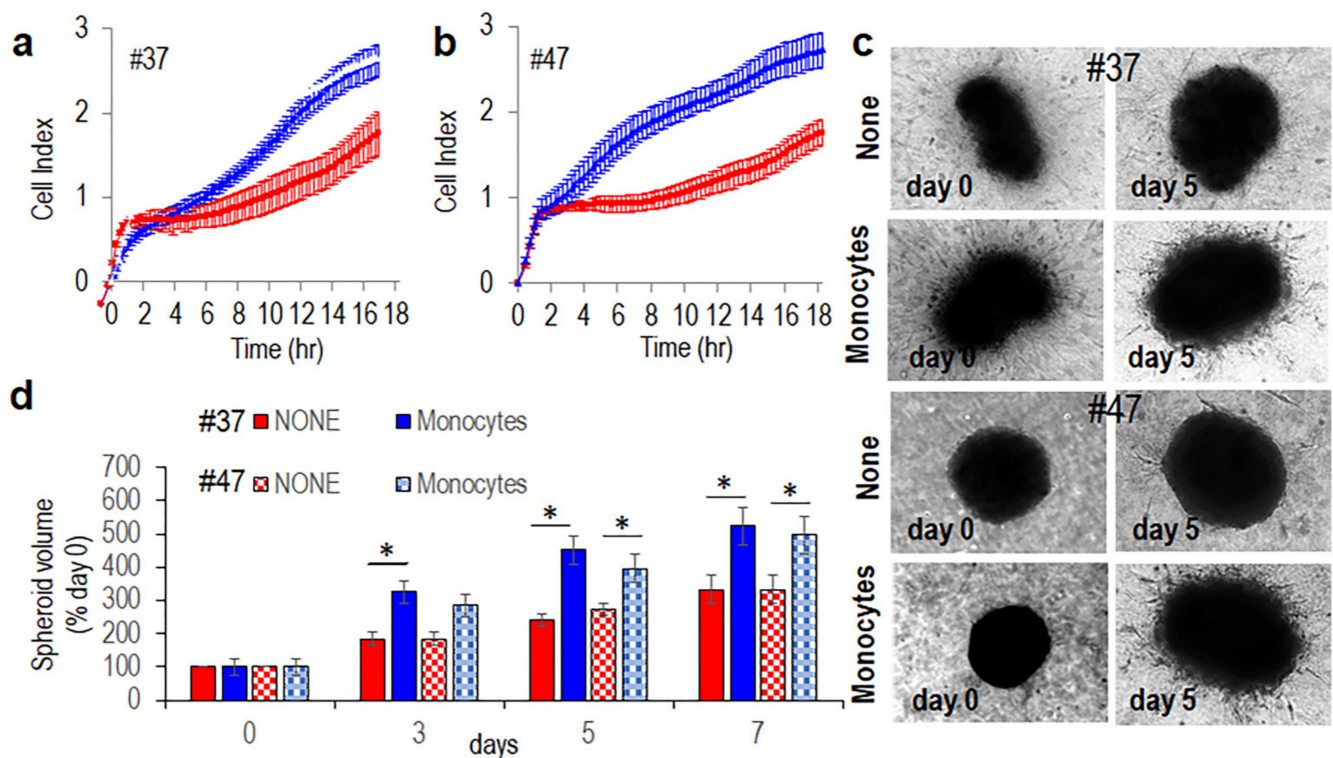 a
#37
3
2
1
0
Cell Index
0 2 4 6 8 10 12 14 16 18
Time (hr)
b
#47
3
2
1
0
Cell Index
0 2 4 6 8 10 12 14 16 18
Time (hr)
c
#37
None
day 0
day 5
Monocytes
day 0
day 5
#47
None
day 0
day 5
Monocytes
day 0
day 5
d
#37 NONE Monocytes
#47 NONE Monocytes
Spheroid volume
(% day 0)
700
600
500
400
300
200
100
0
* * * * *
0 3 5 7
days